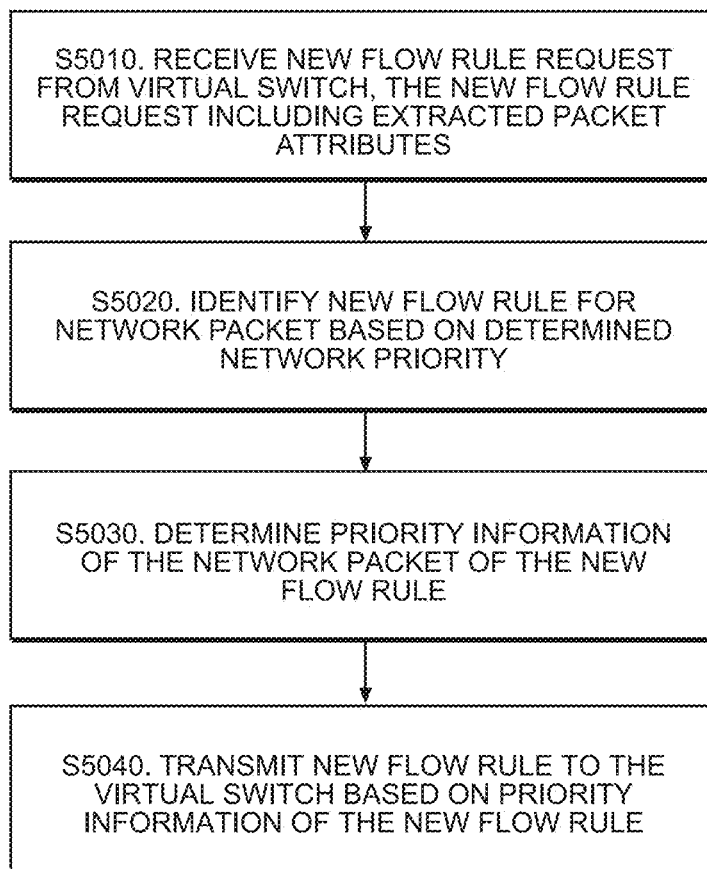 S5010. RECEIVE NEW FLOW RULE REQUEST
FROM VIRTUAL SWITCH, THE NEW FLOW RULE
REQUEST INCLUDING EXTRACTED PACKET
ATTRIBUTES
S5020. IDENTIFY NEW FLOW RULE FOR
NETWORK PACKET BASED ON DETERMINED
NETWORK PRIORITY
S5030. DETERMINE PRIORITY INFORMATION
OF THE NETWORK PACKET OF THE NEW
FLOW RULE
S5040. TRANSMIT NEW FLOW RULE TO THE
VIRTUAL SWITCH BASED ON PRIORITY
INFORMATION OF THE NEW FLOW RULE